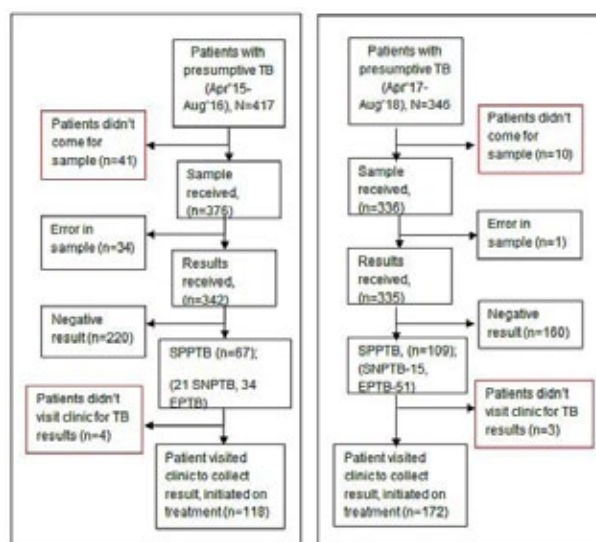 Patients with
presumptive TB
(Apr'15-
Aug'16), N=417
Patients didn't
come for
sample (n=41)
Sample
received,
(n=376)
Error in
sample (n=34)
Results
received,
(n=342)
Negative
result (n=220)
SPPTB (n=67);
(21 SNPTB, 34
EPTB)
Patients didn't
visit clinic for TB
results (n=4)
Patient visited
clinic to collect
result, initiated on
treatment (n=118)
Patients with
presumptive TB
(Apr'17-
Aug'18), N=346
Patients didn't
come for
sample (n=10)
Sample
received,
(n=336)
Error in
sample (n=1)
Results
received,
(n=335)
Negative
result (n=160)
SPPTB, (n=109);
(SNPTB-15,
EPTB-51)
Patients didn't
visit clinic for TB
results (n=3)
Patient visited
clinic to collect
result, initiated on
treatment (n=172)